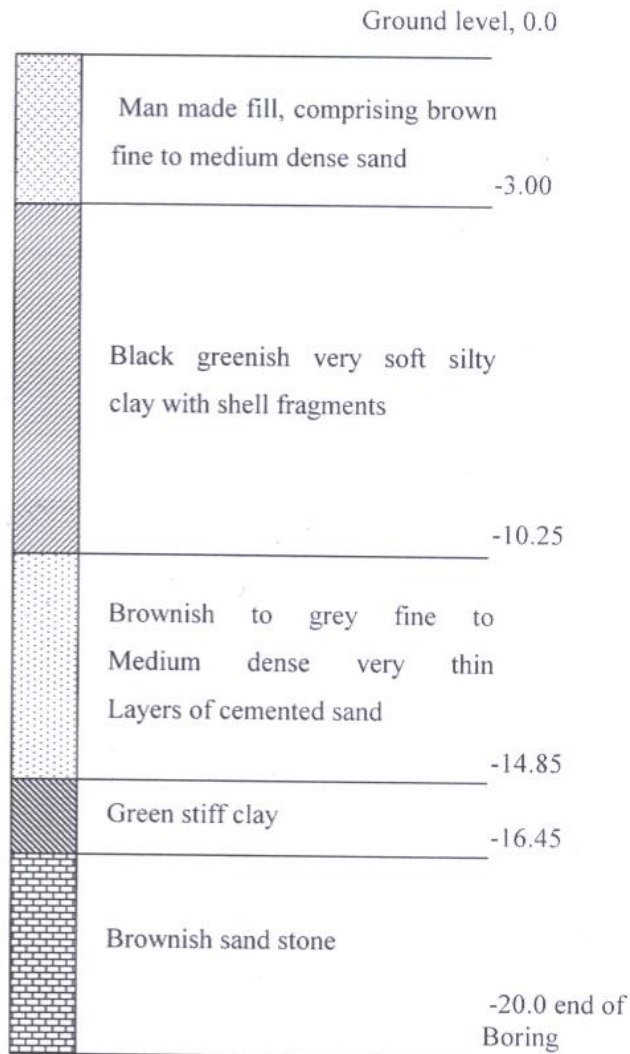 Ground level, 0.0
Man made fill, comprising brown
fine to medium dense sand
-3.00
Black greenish very soft silty
clay with shell fragments
-10.25
Brownish to grey fine to
Medium dense very thin
Layers of cemented sand
-14.85
Green stiff clay
-16.45
Brownish sand stone
-20.0 end of
Boring